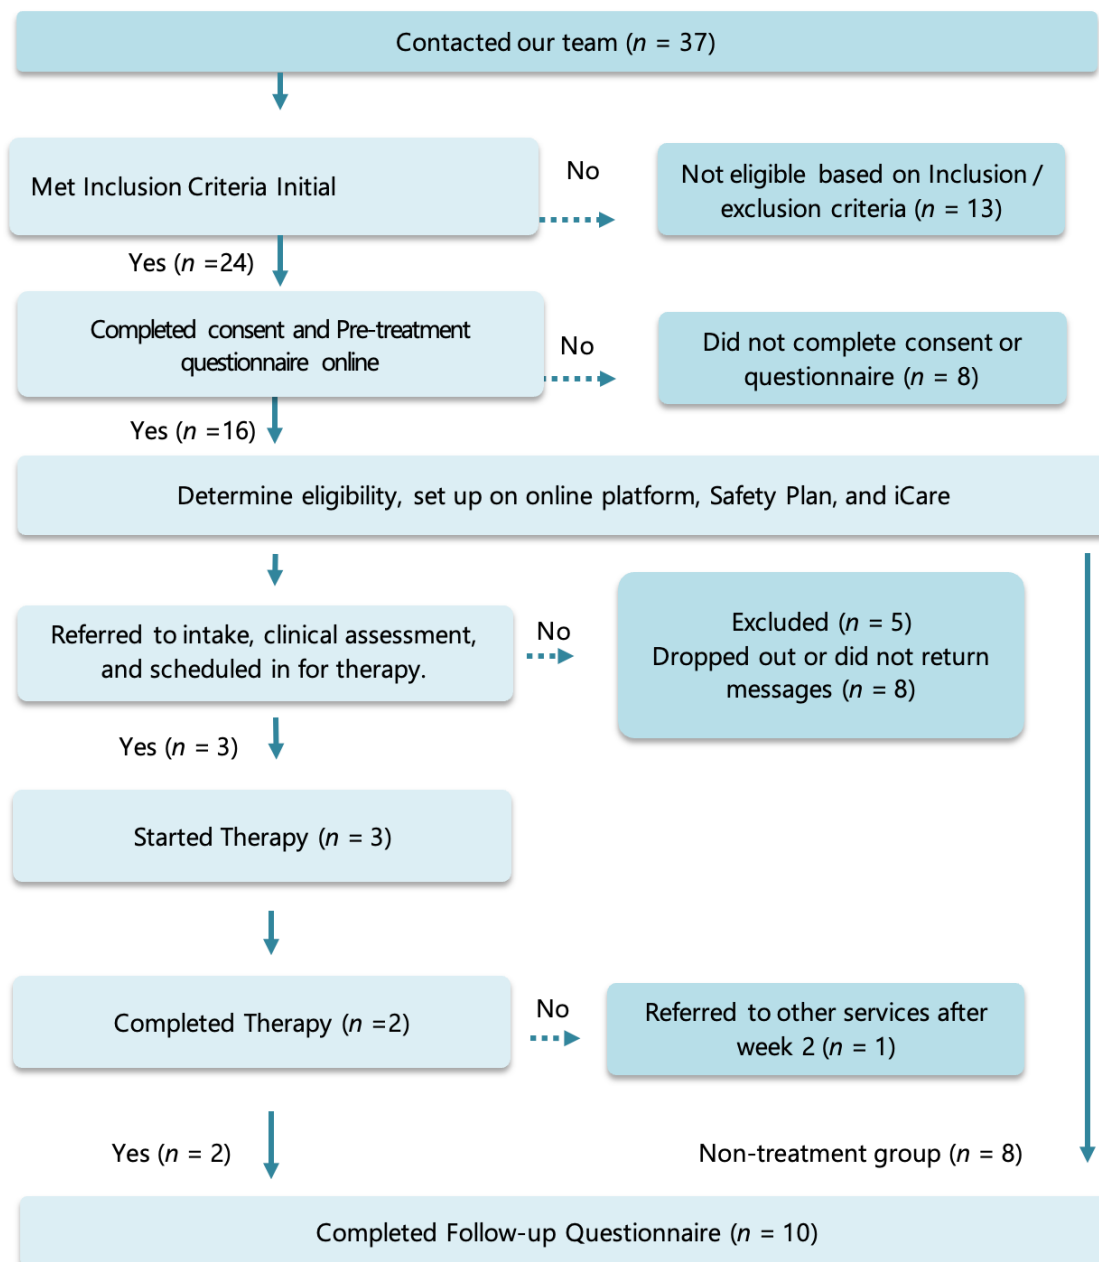 Contacted our team (n = 37)
Met Inclusion Criteria Initial
No
Not eligible based on Inclusion /
exclusion criteria (n = 13)
Yes (n =24)
Completed consent and Pre-treatment
questionnaire online
No
Did not complete consent or
questionnaire (n = 8)
Yes (n =16)
Determine eligibility, set up on online platform, Safety Plan, and iCare
Referred to intake, clinical assessment,
and scheduled in for therapy.
No
Excluded (n = 5)
Dropped out or did not return
messages (n = 8)
Yes (n = 3)
Started Therapy (n = 3)
Completed Therapy (n =2)
No
Referred to other services after
week 2 (n = 1)
Yes (n = 2)
Non-treatment group (n = 8)
Completed Follow-up Questionnaire (n = 10)